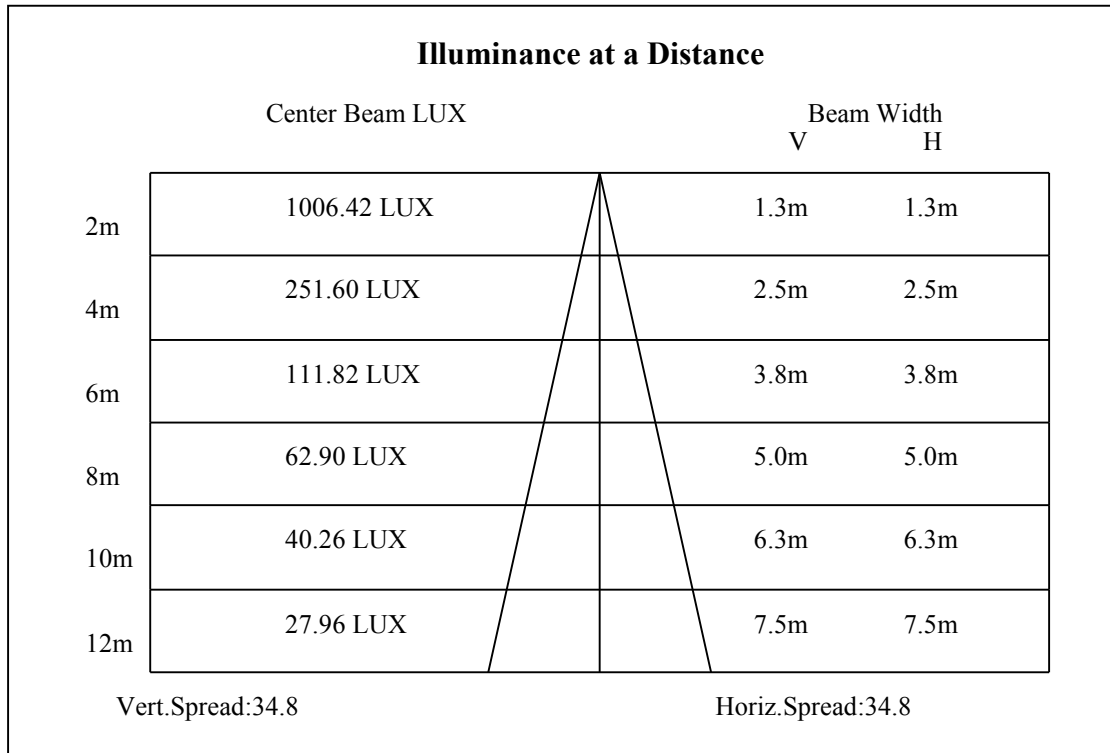 Illuminance at a Distance
Center Beam LUX Beam Width
V H
2m 1006.42 LUX 1.3m 1.3m
4m 251.60 LUX 2.5m 2.5m
6m 111.82 LUX 3.8m 3.8m
8m 62.90 LUX 5.0m 5.0m
10m 40.26 LUX 6.3m 6.3m
12m 27.96 LUX 7.5m 7.5m
Vert.Spread:34.8 Horiz.Spread:34.8